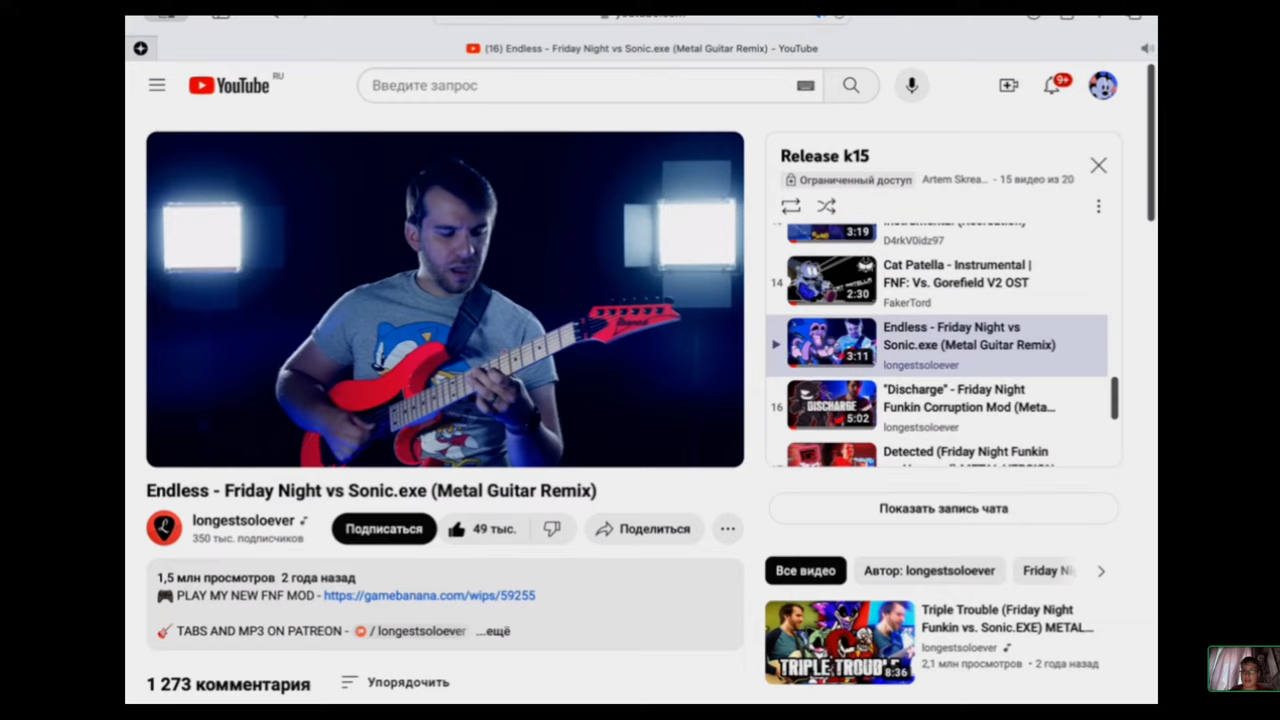 (16) Endless - Friday Night vs Sonic.exe (Metal Guitar Remix) - YouTube
YouTube RU
Введите запрос
9+
Release k15
Ограниченный доступ Artem Skrea... - 15 видео из 20
3:19
D4rkV0idz97
14
2:30
Cat Patella - Instrumental |
FNF: Vs. Gorefield V2 OST
FakerTord
3:11
Endless - Friday Night vs
Sonic.exe (Metal Guitar Remix)
longestsoloever
16
DISCHARGE
5:02
"Discharge" - Friday Night
Funkin Corruption Mod (Meta...
longestsoloever
Detected (Friday Night Funkin
Ibanez
Endless - Friday Night vs Sonic.exe (Metal Guitar Remix)
longestsoloever
350 тыс. подписчиков
Подписаться
49 тыс.
Поделиться
Показать запись чата
1,5 млн просмотров 2 года назад
PLAY MY NEW FNF MOD - https://gamebanana.com/wips/59255
TABS AND MP3 ON PATREON - / longestsoloever ...ещё
Все видео
Автор: longestsoloever
Friday Ni
TRIPLE TROUBLE
8:36
Triple Trouble (Friday Night
Funkin vs. Sonic.EXE) METAL...
longestsoloever
2,1 млн просмотров • 2 года назад
1 273 комментария
Упорядочить